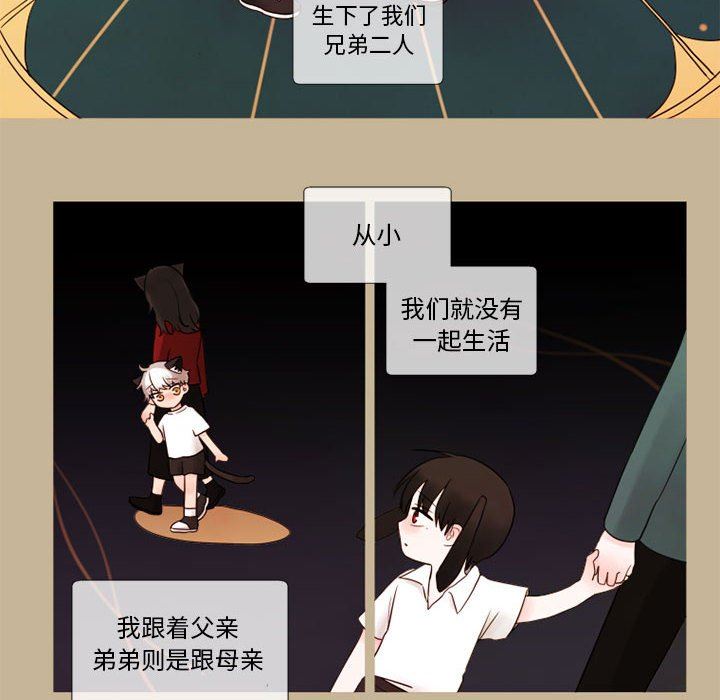 生下了我们
兄弟二人
从小
我们就没有
一起生活
我跟着父亲
弟弟则是跟母亲